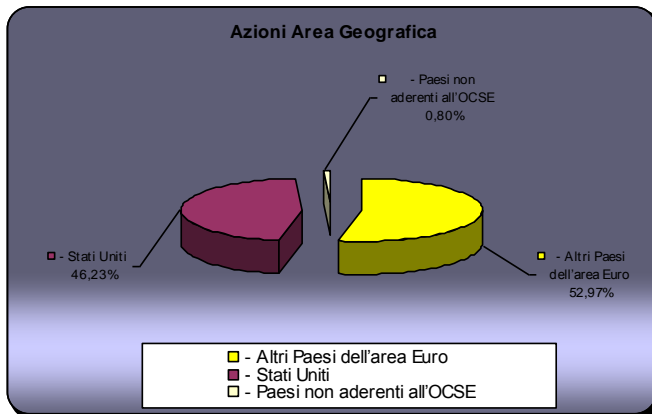 Azioni Area Geografica
- Paesi non
aderenti all'OCSE
0,80%
- Stati Uniti
46,23%
- Altri Paesi
dell'area Euro
52,97%
- Altri Paesi dell'area Euro
- Stati Uniti
- Paesi non aderenti all'OCSE